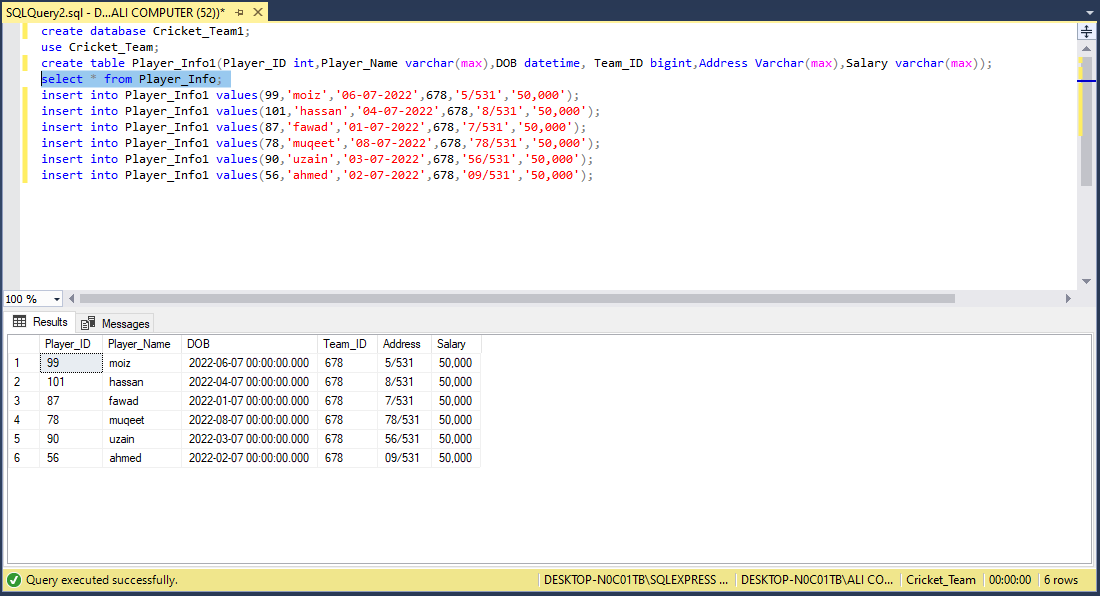 SQLQuery2.sql - D...ALI COMPUTER (52))*
create database Cricket_Team1;
use Cricket_Team;
create table Player_Info1(Player_ID int,Player_Name varchar(max),DOB datetime, Team_ID bigint,Address Varchar(max),Salary varchar(max));
select * from Player_Info;
insert into Player_Info1 values(99,'moiz','06-07-2022',678,'5/531','50,000');
insert into Player_Info1 values(101,'hassan','04-07-2022',678,'8/531','50,000');
insert into Player_Info1 values(87,'fawad','01-07-2022',678,'7/531','50,000');
insert into Player_Info1 values(78,'muqeet','08-07-2022',678,'78/531','50,000');
insert into Player_Info1 values(90,'uzain','03-07-2022',678,'56/531','50,000');
insert into Player_Info1 values(56,'ahmed','02-07-2022',678,'09/531','50,000');
100 %
Results Messages
Player_ID Player_Name DOB Team_ID Address Salary
1 99 moiz 2022-06-07 00:00:00.000 678 5/531 50,000
2 101 hassan 2022-04-07 00:00:00.000 678 8/531 50,000
3 87 fawad 2022-01-07 00:00:00.000 678 7/531 50,000
4 78 muqeet 2022-08-07 00:00:00.000 678 78/531 50,000
5 90 uzain 2022-03-07 00:00:00.000 678 56/531 50,000
6 56 ahmed 2022-02-07 00:00:00.000 678 09/531 50,000
Query executed successfully. DESKTOP-N0C01TB\SQLEXPRESS ... DESKTOP-N0C01TB\ALI CO... Cricket_Team 00:00:00 6 rows